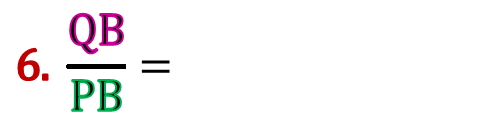 6. QB/PB =